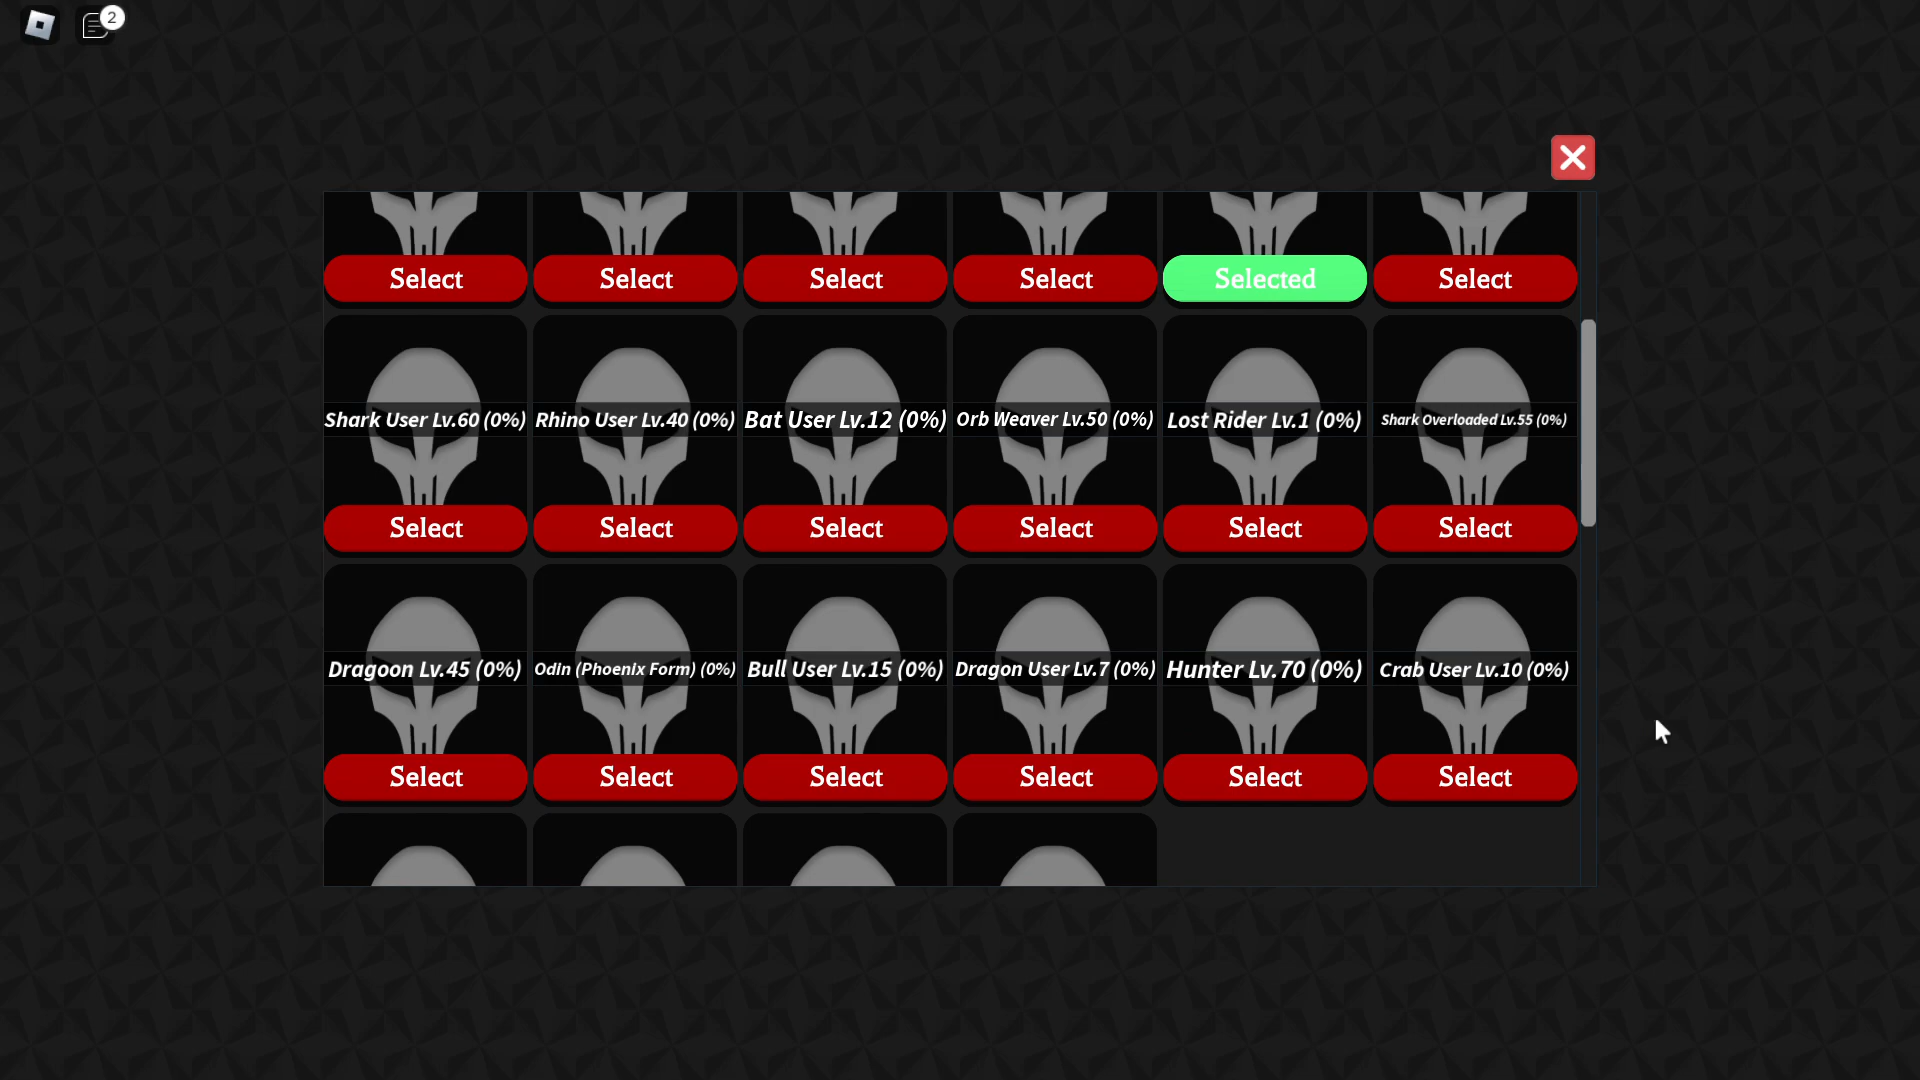 2
Select Select Select Select Selected Select
Shark User Lv.60 (0%) Rhino User Lv.40 (0%) Bat User Lv.12 (0%) Orb Weaver Lv.50 (0%) Lost Rider Lv.1 (0%) Shark Overloaded Lv.55 (0%)
Select Select Select Select Select Select
Dragoon Lv.45 (0%) Odin (Phoenix Form) (0%) Bull User Lv.15 (0%) Dragon User Lv.7 (0%) Hunter Lv.70 (0%) Crab User Lv.10 (0%)
Select Select Select Select Select Select